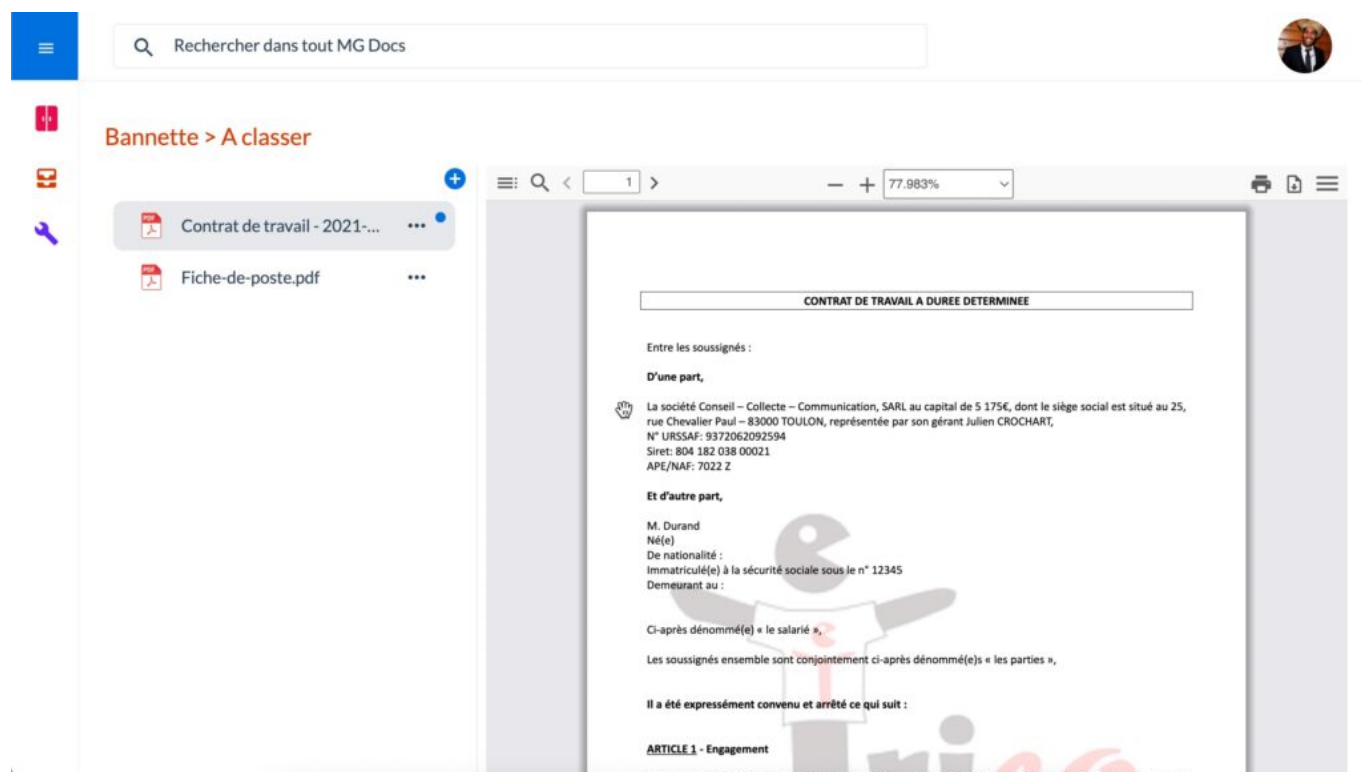 Rechercher dans tout MG Docs
Bannette > A classer
1
77.983%
Contrat de travail - 2021-...
Fiche-de-poste.pdf
CONTRAT DE TRAVAIL A DUREE DETERMINEE
Entre les soussignés :
D'une part,
La société Conseil – Collecte – Communication, SARL au capital de 5 175€, dont le siège social est situé au 25,
rue Chevalier Paul – 83000 TOULON, représentée par son gérant Julien CROCHART,
N° URSSAF: 9372062092594
Siret: 804 182 038 00021
APE/NAF: 7022 Z
Et d'autre part,
M. Durand
Né(e)
De nationalité :
Immatriculé(e) à la sécurité sociale sous le n° 12345
Demeurant au :
Ci-après dénommé(e) « le salarié »,
Les soussignés ensemble sont conjointement ci-après dénommé(e)s « les parties »,
Il a été expressément convenu et arrêté ce qui suit :
ARTICLE 1 - Engagement